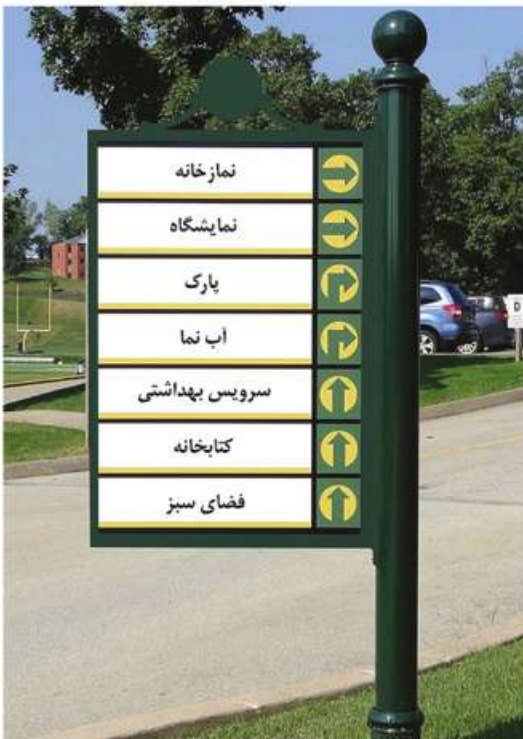 نمازخانه
نمایشگاه
پارک
آب نما
سرویس بهداشتی
کتابخانه
فضای سبز
D